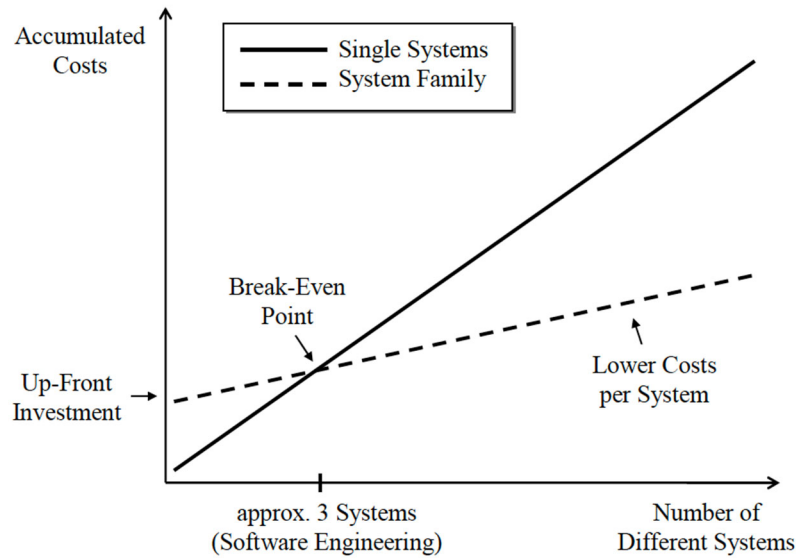 Accumulated
Costs
Single Systems
System Family
Break-Even
Point
Up-Front
Investment
Lower Costs
per System
approx. 3 Systems
(Software Engineering)
Number of
Different Systems